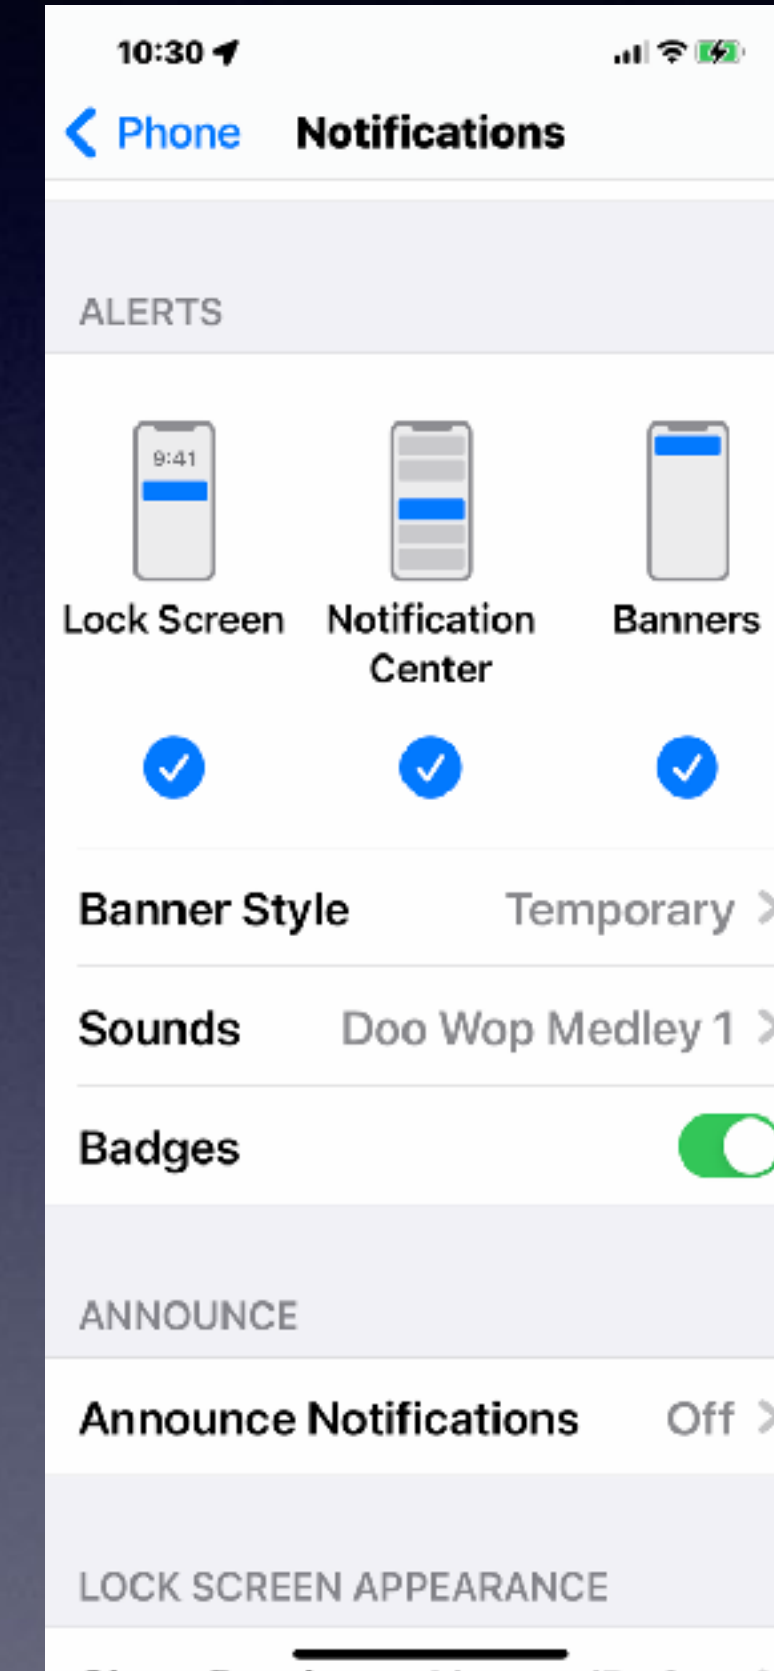 10:30
Phone Notifications
ALERTS
9:41
Lock Screen
Notification
Center
Banners
Banner Style Temporary
Sounds Doo Wop Medley 1
Badges
ANNOUNCE
Announce Notifications Off
LOCK SCREEN APPEARANCE